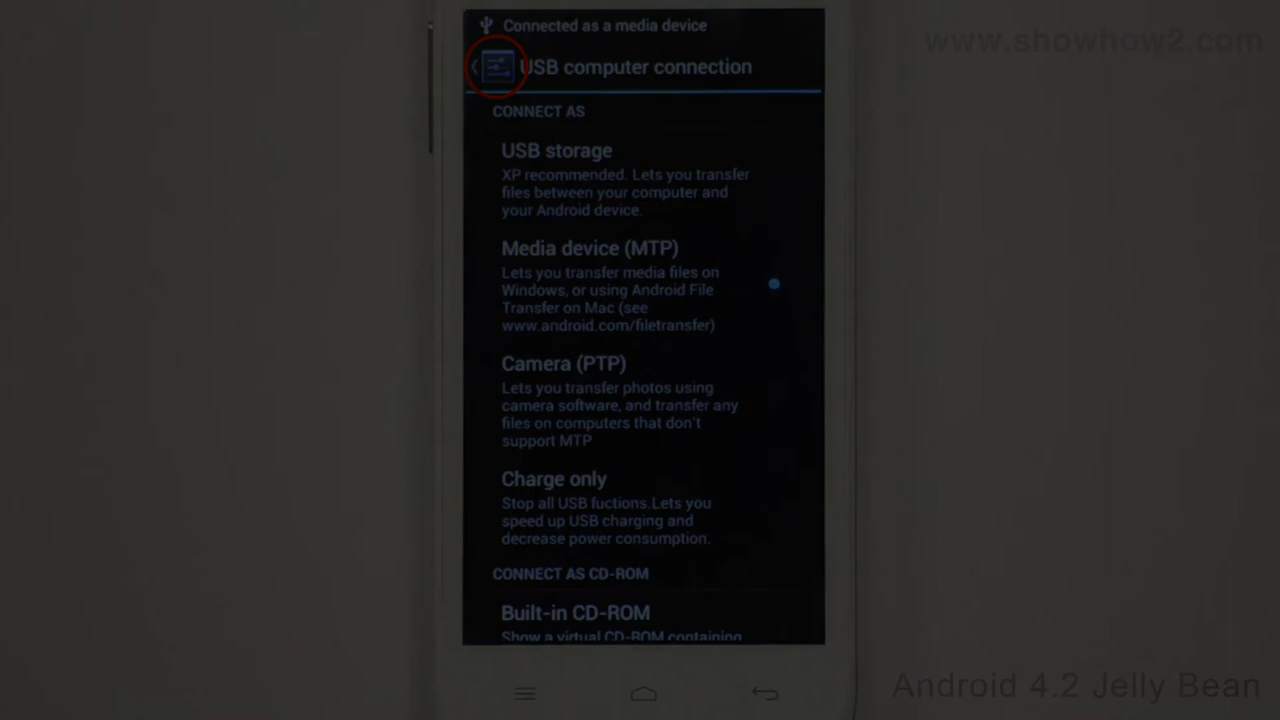 Connected as a media device
www.showhow2.com
USB computer connection
CONNECT AS
USB storage
XP recommended. Lets you transfer
files between your computer and
your Android device.
Media device (MTP)
Lets you transfer media files on
Windows, or using Android File
Transfer on Mac (see
www.android.com/filetransfer)
Camera (PTP)
Lets you transfer photos using
camera software, and transfer any
files on computers that don't
support MTP
Charge only
Stop all USB fuctions.Lets you
speed up USB charging and
decrease power consumption.
CONNECT AS CD-ROM
Built-in CD-ROM
Show a virtual CD-ROM containing
Android 4.2 Jelly Bean